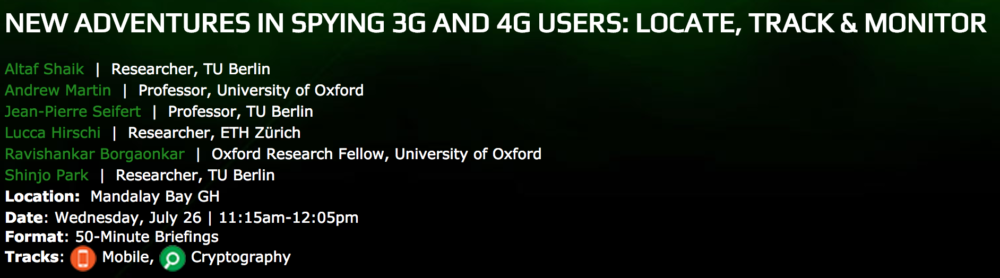 NEW ADVENTURES IN SPYING 3G AND 4G USERS: LOCATE, TRACK & MONITOR
Altaf Shaik | Researcher, TU Berlin
Andrew Martin | Professor, University of Oxford
Jean-Pierre Seifert | Professor, TU Berlin
Lucca Hirschi | Researcher, ETH Zürich
Ravishankar Borgaonkar | Oxford Research Fellow, University of Oxford
Shinjo Park | Researcher, TU Berlin
Location: Mandalay Bay GH
Date: Wednesday, July 26 | 11:15am-12:05pm
Format: 50-Minute Briefings
Tracks: Mobile, Cryptography